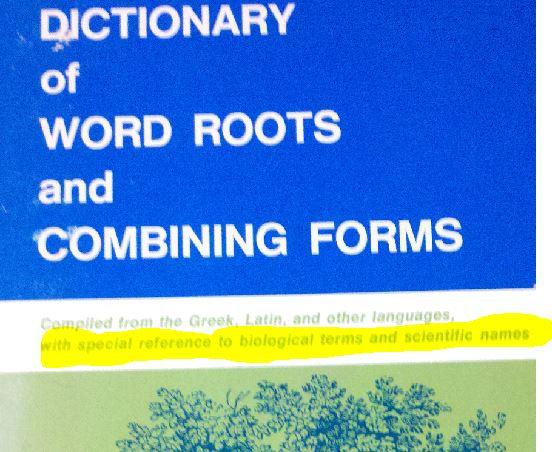 DICTIONARY
of
WORD ROOTS
and
COMBINING FORMS
Compiled from the Greek, Latin, and other languages,
with special reference to biological terms and scientific names